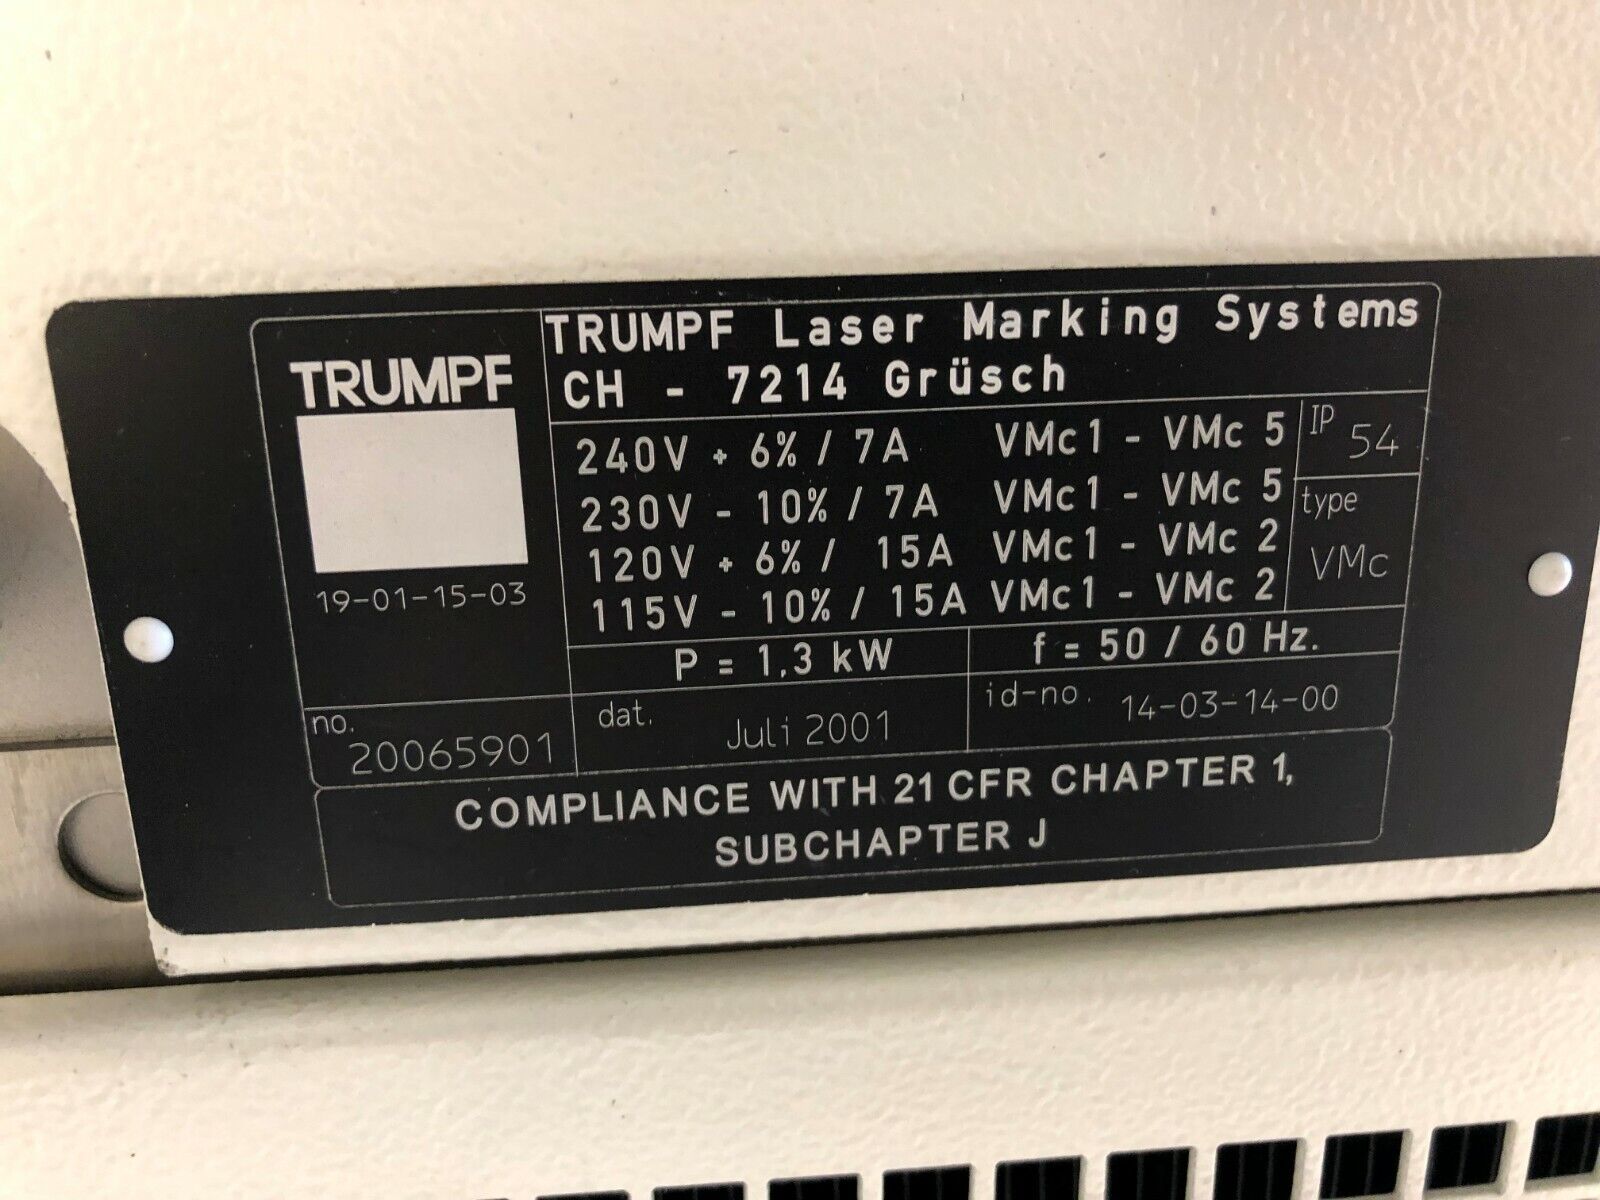 TRUMPF
19-01-15-03
TRUMPF Laser Marking Systems
CH - 7214 Grüsch
240V + 6% / 7A VMc1 - VMc 5
230V - 10% / 7A VMc1 - VMc 5
120V + 6% / 15A VMc1 - VMc 2
115V - 10% / 15A VMc1 - VMc 2
IP 54
type
VMc
P = 1,3 kW
f = 50 / 60 Hz.
no. 20065901
dat. Juli 2001
id-no. 14-03-14-00
COMPLIANCE WITH 21 CFR CHAPTER 1,
SUBCHAPTER J